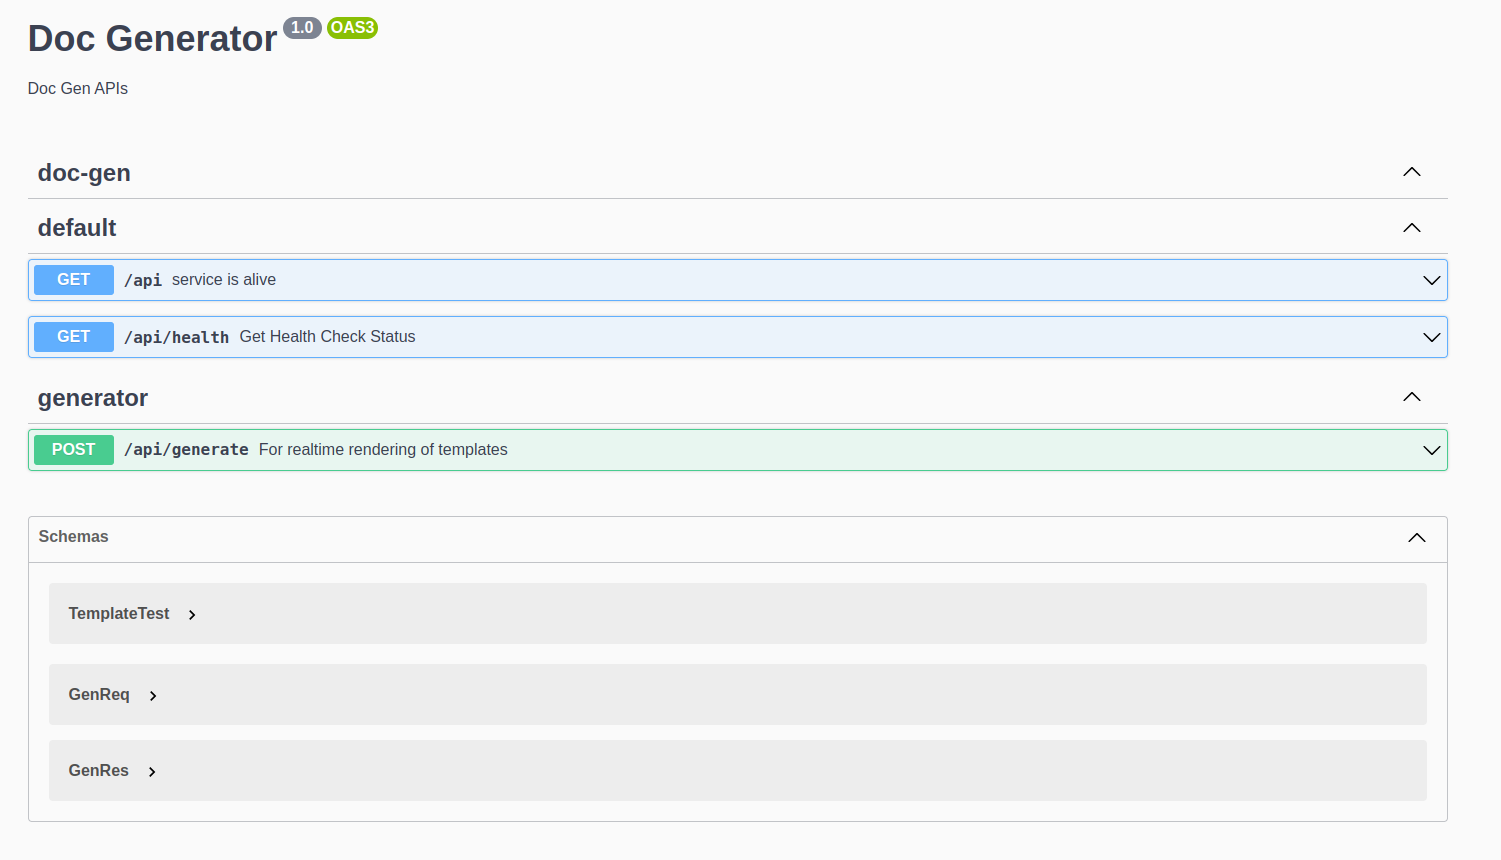 Doc Generator 1.0 OAS3
Doc Gen APIs
doc-gen
default
GET /api service is alive
GET /api/health Get Health Check Status
generator
POST /api/generate For realtime rendering of templates
Schemas
TemplateTest
GenReq
GenRes